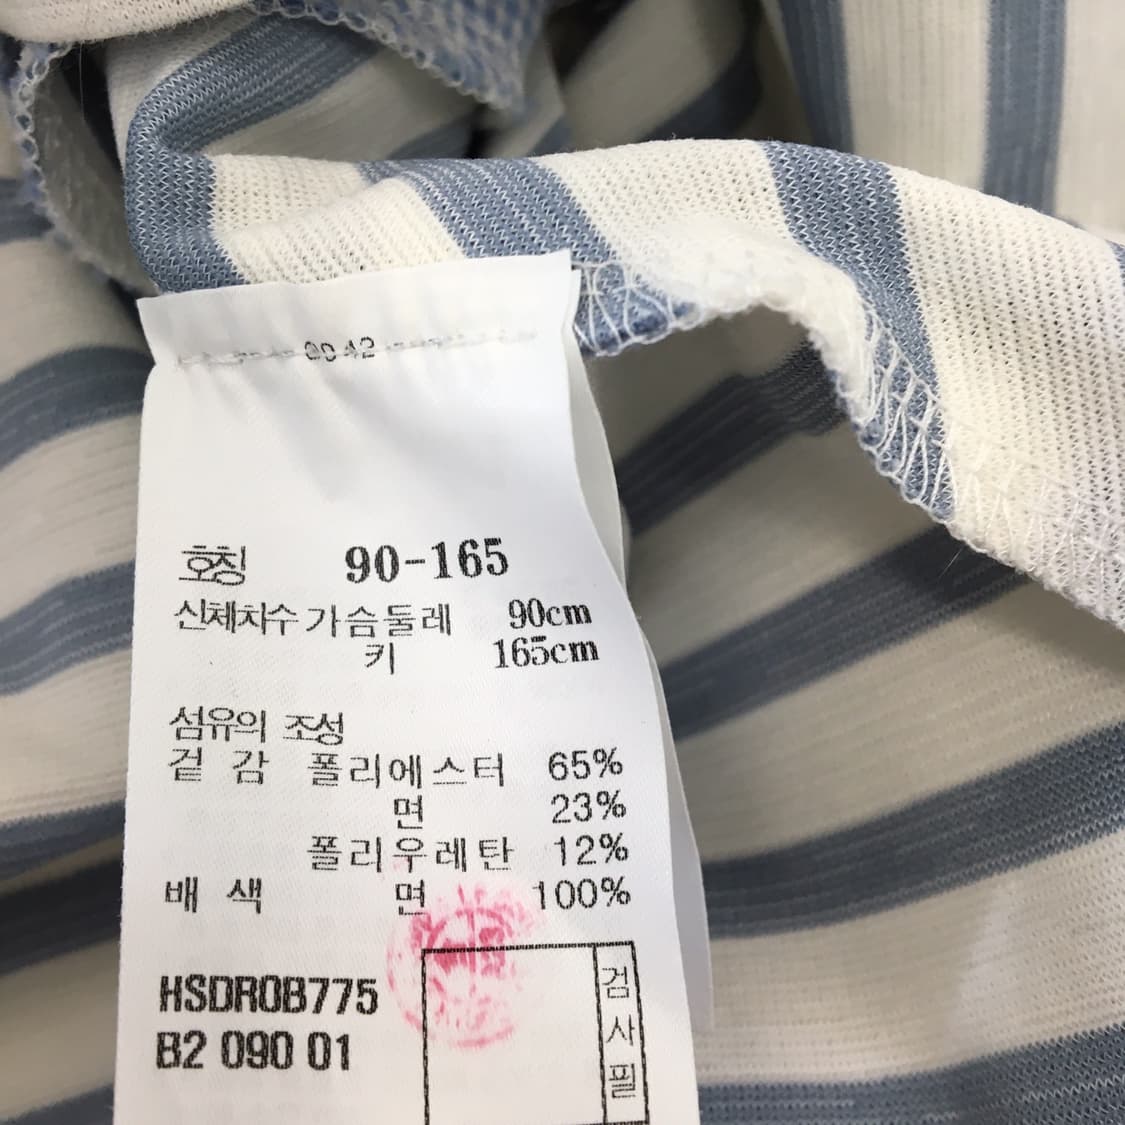 호칭 90-165
신체치수 가슴둘레 90cm
키 165cm
섬유의 조성
겉 감 폴리에스터 65%
면 23%
폴리우레탄 12%
배 색 면 100%
HSDR0B775
B2 090 01
검사필